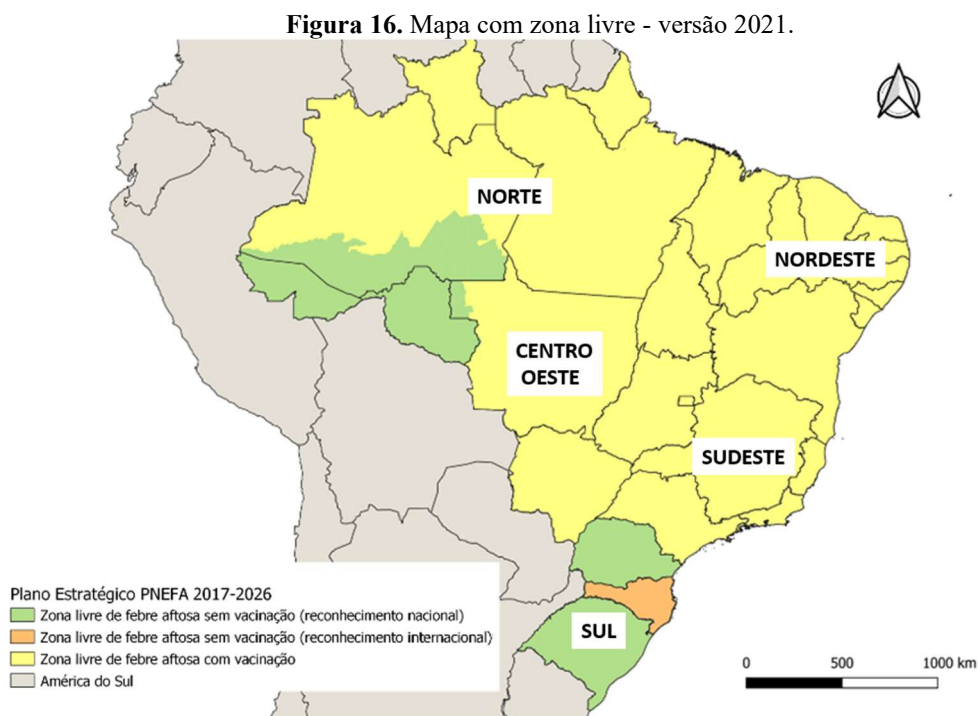 Figura 16. Mapa com zona livre - versão 2021.
NORTE
NORDESTE
CENTRO
OESTE
SUDESTE
SUL
Plano Estratégico PNEFA 2017-2026
Zona livre de febre aftosa sem vacinação (reconhecimento nacional)
Zona livre de febre aftosa sem vacinação (reconhecimento internacional)
Zona livre de febre aftosa com vacinação
América do Sul
0 500 1000 km